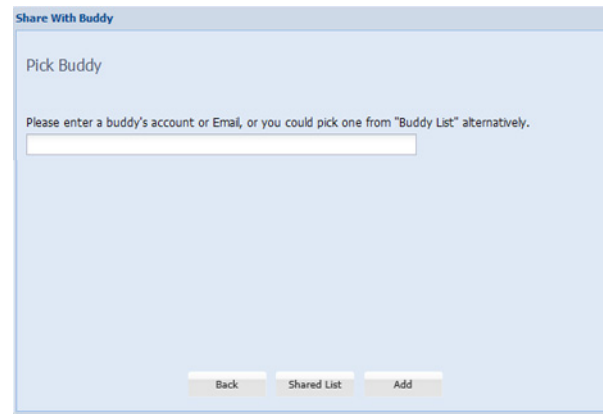 Share With Buddy
Pick Buddy
Please enter a buddy's account or Email, or you could pick one from "Buddy List" alternatively.
Back Shared List Add